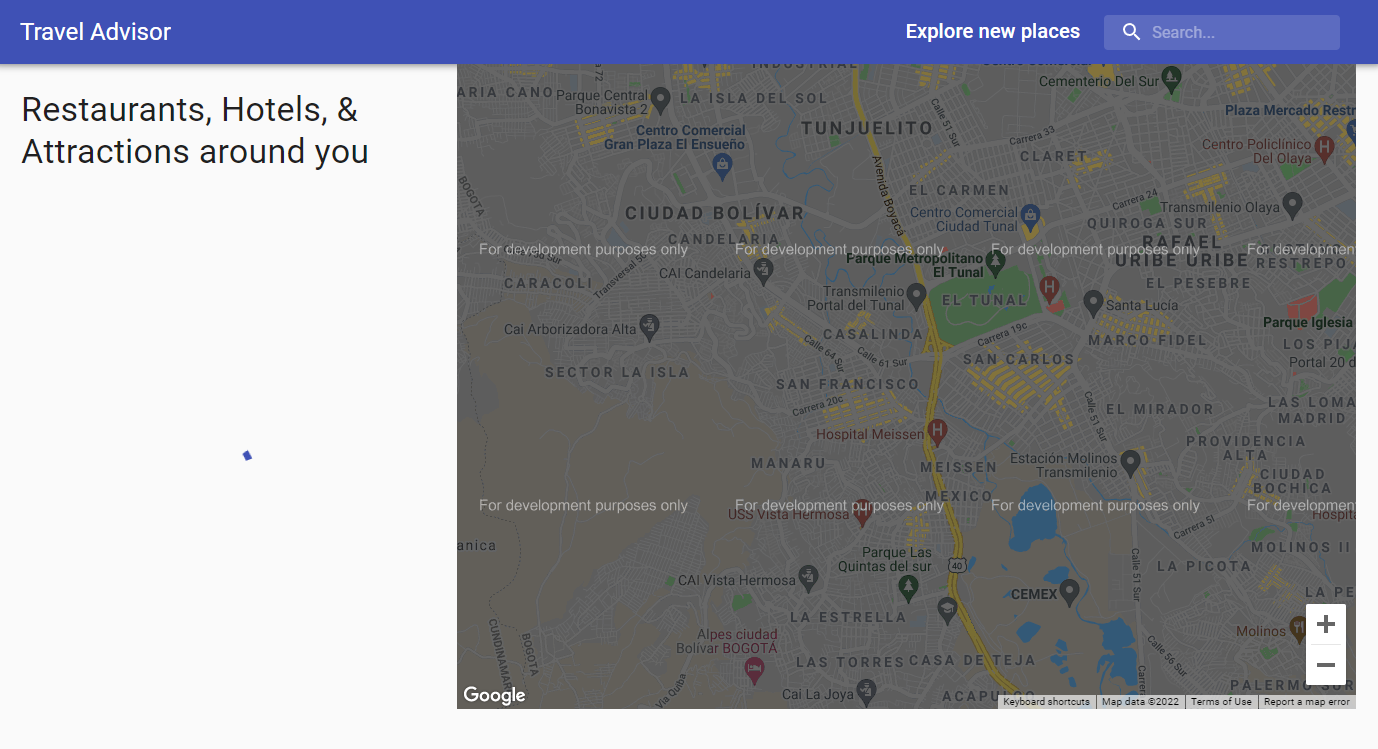 Travel Advisor
Explore new places
Search...
Restaurants, Hotels, &
Attractions around you
INDUSTRIAL
Cementerio Del Sur
ARIA CANO
Parque Central
Bonavista 2
LA ISLA DEL SOL
Plaza Mercado Restr
Calle 51 Sur
Centro Comercial
Gran Plaza El Ensueño
TUNJUELITO
Carrera 33
Centro Policlínico
Del Olaya
CLARET
Avenida Boyacá
BOGOTA
EL CARMEN
Carrera 24
Transmilenio Olaya
CIUDAD BOLÍVAR
Centro Comercial
Ciudad Tunal
QUIROGA SUR
CANDELARIA
RAFAEL
URIBE URIBE
For development purposes only
For development purposes only
For development purposes only
For developmen
RESTREPO
Parque Metropolitano
El Tunal
Transversal
CAI Candelaria
CARACOLI
EL PESEBRE
Transmilenio
Portal del Tunal
EL TUNAL
Santa Lucía
Cai Arborizadora Alta
CASALINDA
Carrera 19c
Parque Iglesia
MARCO FIDEL
LOS PIJA
Calle 64 Sur
Calle 61 Sur
SAN CARLOS
Portal 20 d
SECTOR LA ISLA
SAN FRANCISCO
Carrera 20c
Calle 51 Sur
EL MIRADOR
LAS LOMA
MADRID
Hospital Meissen
PROVIDENCIA
ALTA
MANARU
MEISSEN
Estación Molinos
Transmilenio
CIUDAD
BOCHICA
MEXICO
For development purposes only
For development purposes only
For development purposes only
For developmen
USS Vista Hermosa
Hospita
Carrera 5I
anica
Parque Las
Quintas del sur
MOLINOS II
Calle 51 Sur
40
LA PICOTA
CAI Vista Hermosa
CEMEX
LA PE
LA ESTRELLA
CUNDINAMAR
BOGOTA
Alpes ciudad
Bolívar BOGOTÁ
Molinos
Calle 56 Sur
LAS TORRES
CASA DE TEJA
Via Quiba
Cai La Joya
ACAPULCO
PALERMO SUR
Google
Keyboard shortcuts
Map data ©2022
Terms of Use
Report a map error